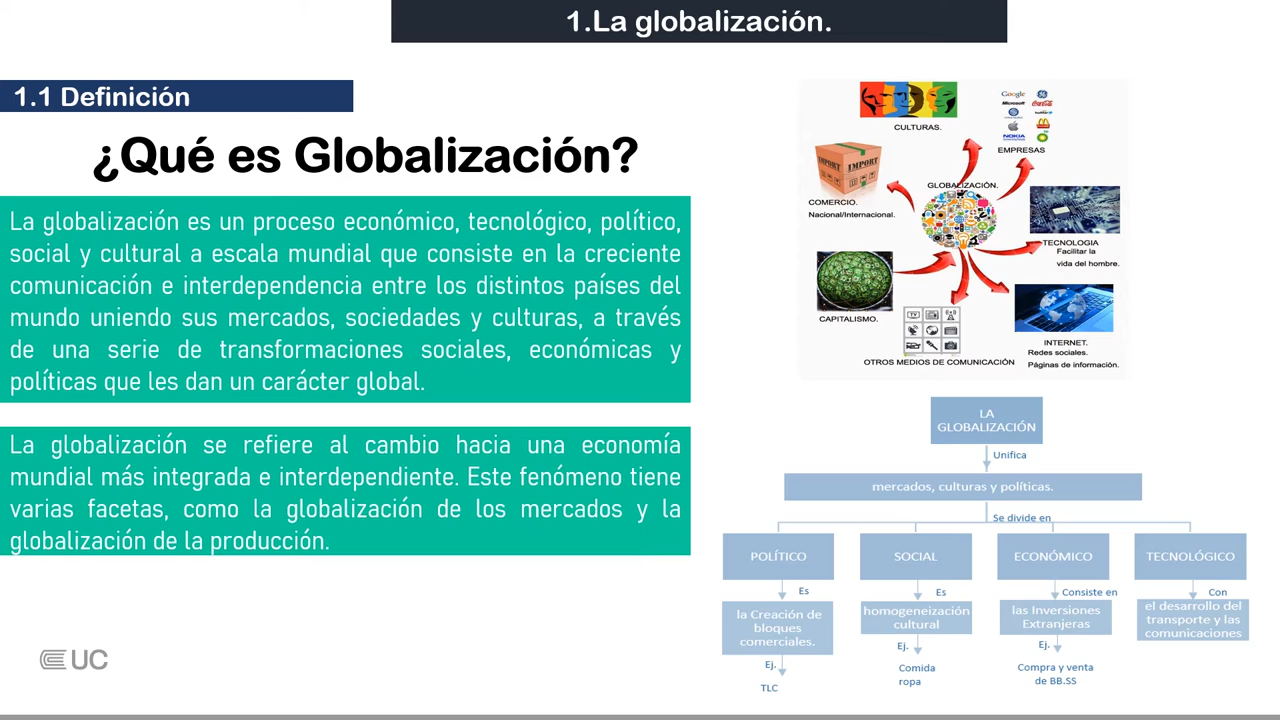 1.La globalización.
1.1 Definición
¿Qué es Globalización?
La globalización es un proceso económico, tecnológico, político,
social y cultural a escala mundial que consiste en la creciente
comunicación e interdependencia entre los distintos países del
mundo uniendo sus mercados, sociedades y culturas, a través
de una serie de transformaciones sociales, económicas y
políticas que les dan un carácter global.
La globalización se refiere al cambio hacia una economía
mundial más integrada e interdependiente. Este fenómeno tiene
varias facetas, como la globalización de los mercados y la
globalización de la producción.
UC
CULTURAS.
Google
Microsoft
Coca-Cola
NOKIA
EMPRESAS
IMPORT
IMPORT
COMERCIO.
Nacional/Internacional.
GLOBALIZACIÓN.
TECNOLOGIA
Facilitar la
vida del hombre.
CAPITALISMO.
TV
OTROS MEDIOS DE COMUNICACIÓN
INTERNET.
Redes sociales.
Páginas de información.
LA
GLOBALIZACIÓN
Unifica
mercados, culturas y políticas.
Se divide en
POLÍTICO
SOCIAL
ECONÓMICO
TECNOLÓGICO
Es
Es
Consiste en
Con
la Creación de
bloques
comerciales.
homogeneización
cultural
las Inversiones
Extranjeras
el desarrollo del
transporte y las
comunicaciones
Ej.
TLC
Ej.
Comida
ropa
Ej.
Compra y venta
de BB.SS